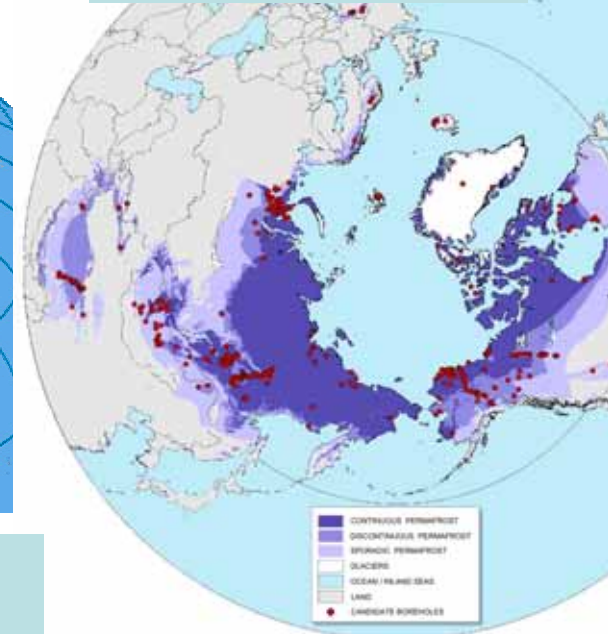 CONTINUOUS PERMAFROST
DISCONTINUOUS PERMAFROST
SPORADIC PERMAFROST
GLACIERS
OCEAN / INLAND SEAS
LAND
CANDIDATE BOREHOLES